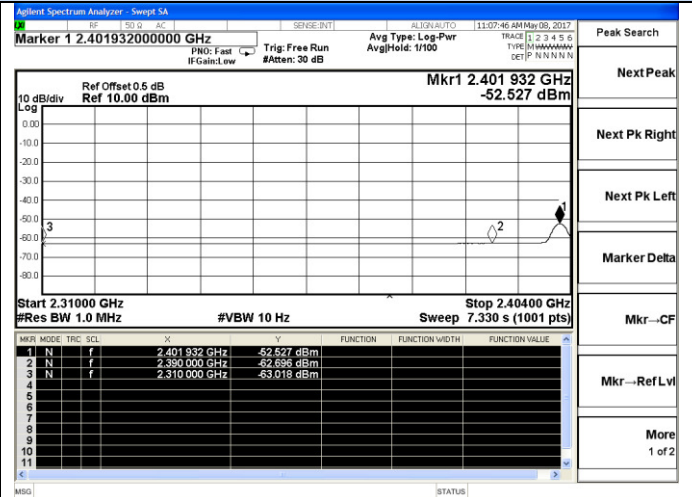 Agilent Spectrum Analyzer - Swept SA
LXI RF 50 Ω AC SENSE:INT ALIGN AUTO 11:07:46 AM May 08, 2017
Marker 1 2.401932000000 GHz
PNO: Fast
IFGain:Low
Trig: Free Run
#Atten: 30 dB
Avg Type: Log-Pwr
Avg|Hold: 1/100
TRACE 1 2 3 4 5 6
TYPE M
DET P N N N N N
Peak Search
Next Peak
Next Pk Right
Next Pk Left
Marker Delta
Mkr→CF
Mkr→Ref Lvl
More
1 of 2
Ref Offset 0.5 dB
10 dB/div Ref 10.00 dBm
Log
Mkr1 2.401 932 GHz
-52.527 dBm
0.00
-10.0
-20.0
-30.0
-40.0
-50.0
-60.0
-70.0
-80.0
1
2
3
Start 2.31000 GHz Stop 2.40400 GHz
#Res BW 1.0 MHz #VBW 10 Hz Sweep 7.330 s (1001 pts)
MKR MODE TRC SCL X Y FUNCTION FUNCTION WIDTH FUNCTION VALUE
1 N f 2.401 932 GHz -52.527 dBm
2 N f 2.390 000 GHz -62.696 dBm
3 N f 2.310 000 GHz -63.018 dBm
4
5
6
7
8
9
10
11
MSG STATUS